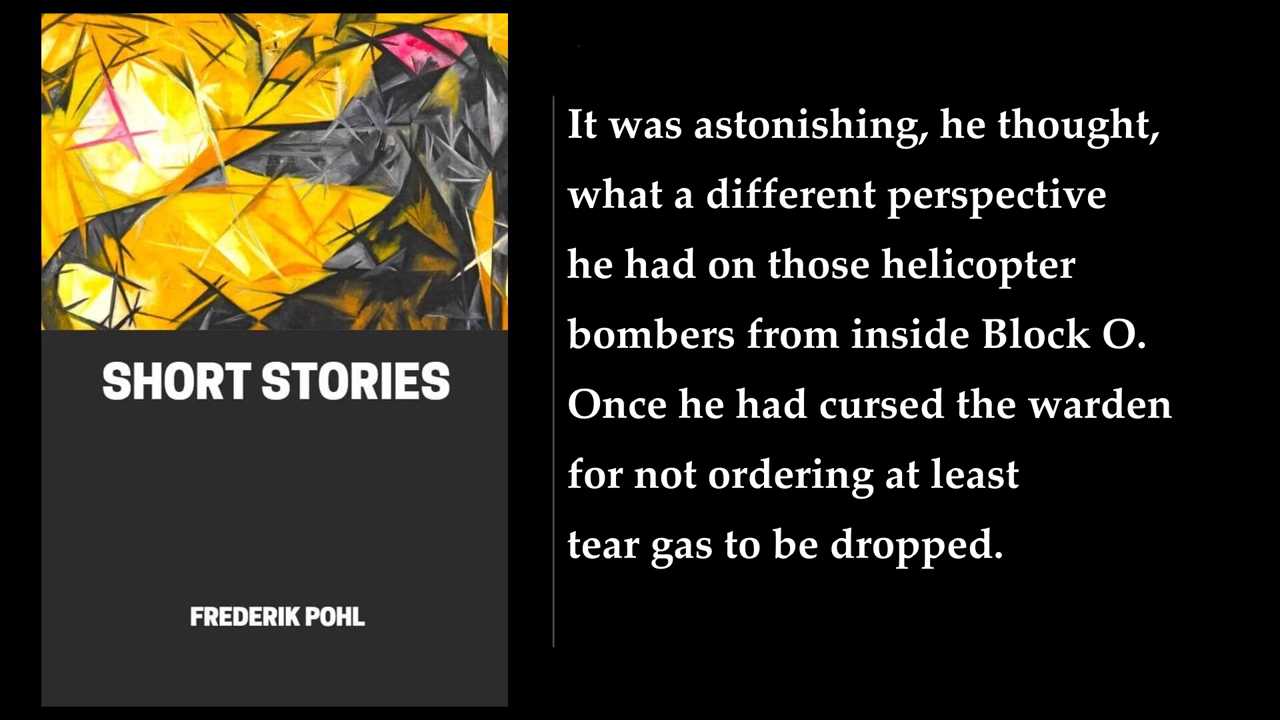 SHORT STORIES
FREDERIK POHL
It was astonishing, he thought,
what a different perspective
he had on those helicopter
bombers from inside Block O.
Once he had cursed the warden
for not ordering at least
tear gas to be dropped.